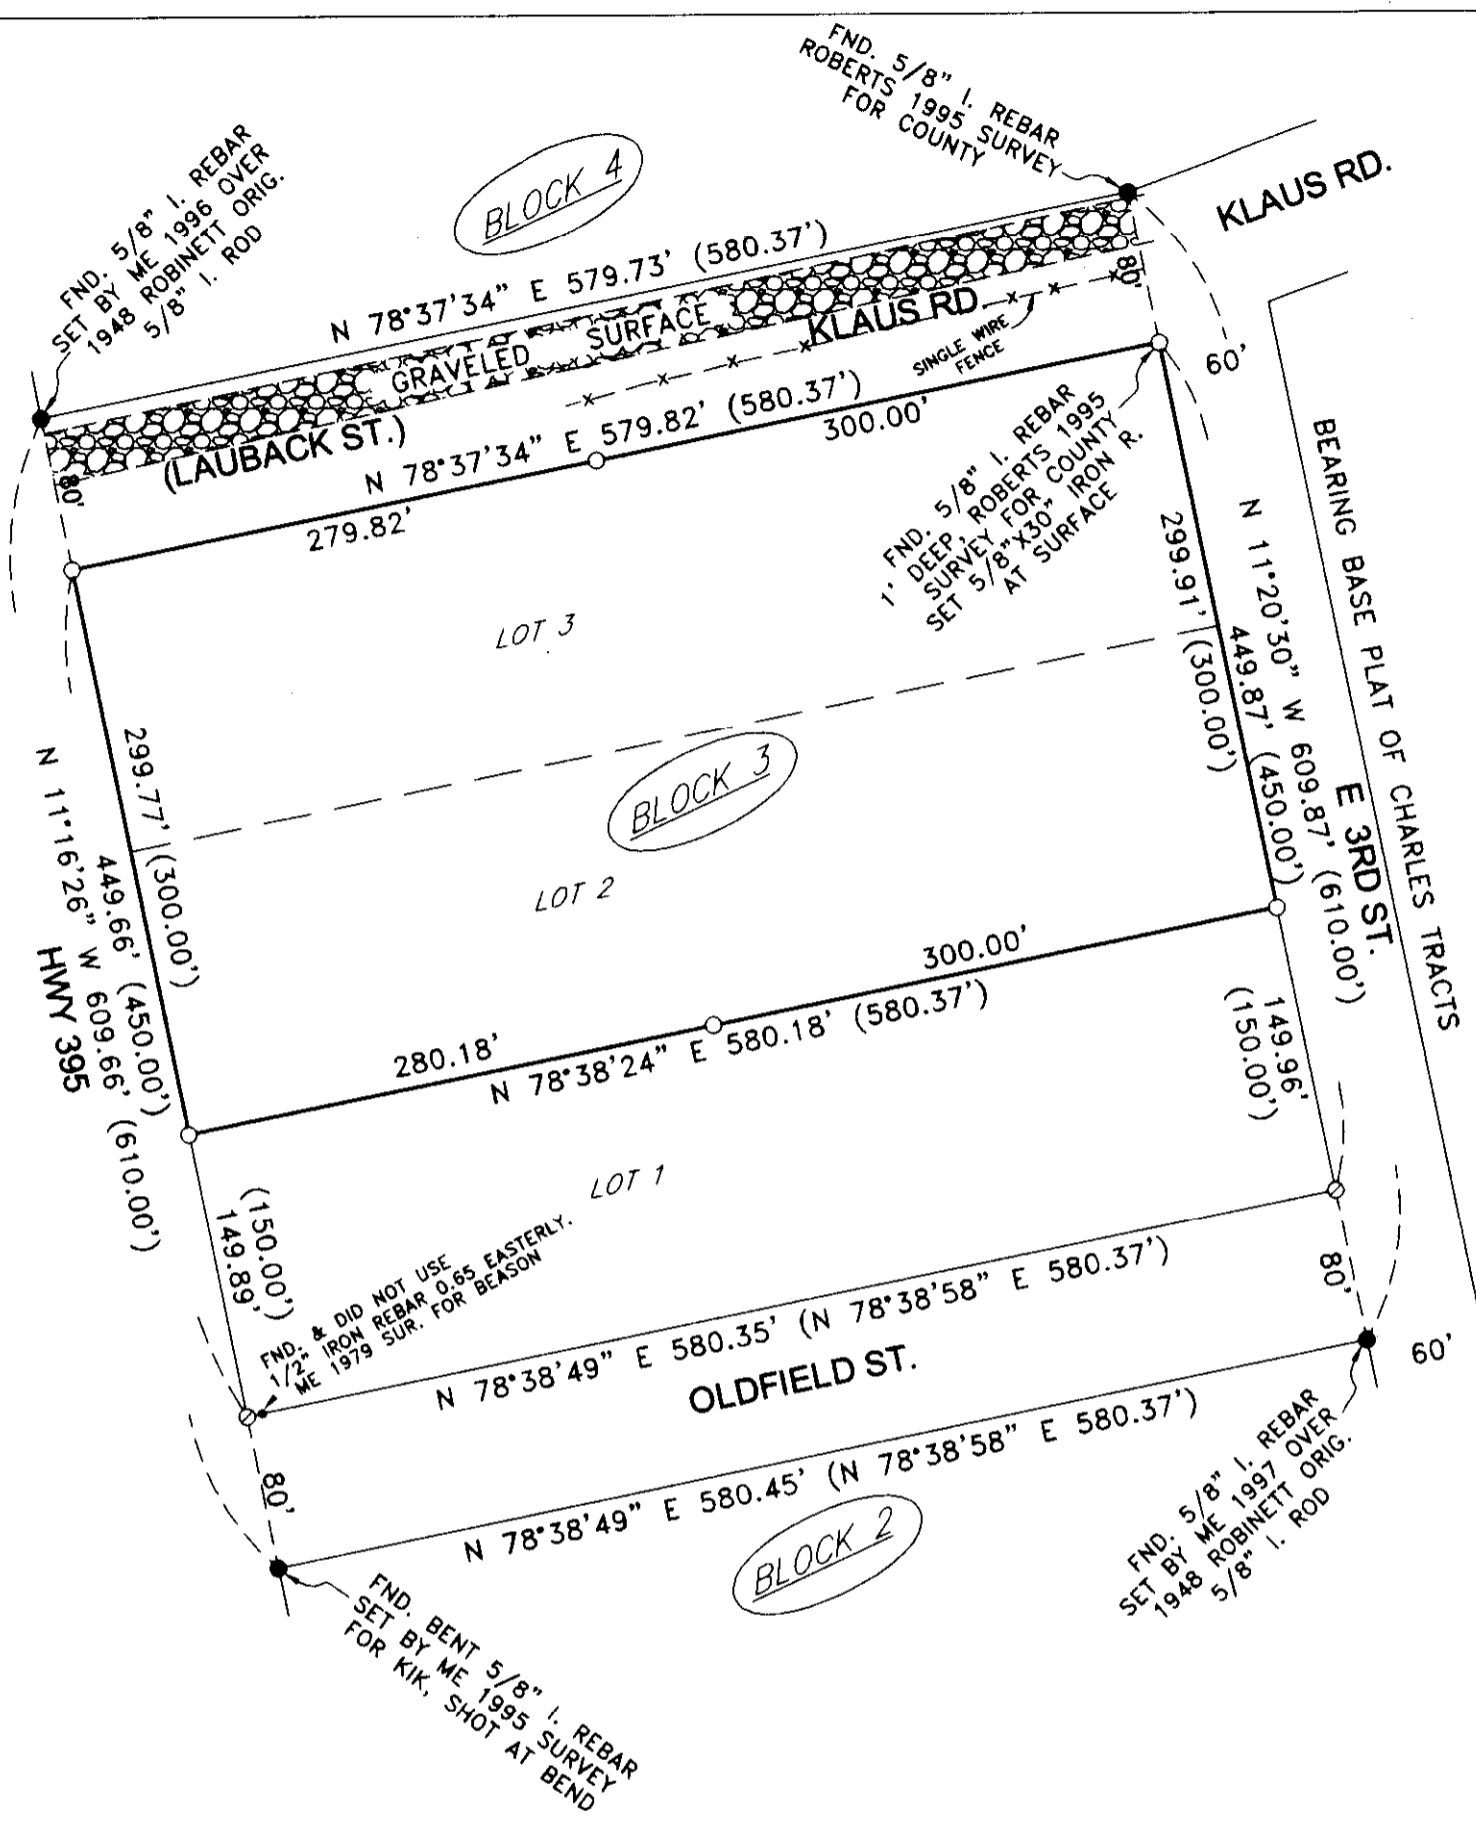 FND. 5/8" I. REBAR
ROBERTS 1995 SURVEY
FOR COUNTY
FND. 5/8" I. REBAR
SET BY ME 1996 OVER
1948 ROBINETT ORIG.
5/8" I. ROD
BLOCK 4
KLAUS RD.
N 78°37'34" E 579.73' (580.37')
GRAVELED SURFACE
KLAUS RD.
80'
SINGLE WIRE
FENCE
60'
(LAUBACK ST.)
80'
N 78°37'34" E 579.82' (580.37')
300.00'
279.82'
FND. 5/8" I. REBAR
1' DEEP, ROBERTS 1995
SURVEY FOR COUNTY
SET 5/8"X30" IRON R.
AT SURFACE
BEARING BASE PLAT OF CHARLES TRACTS
LOT 3
299.91' (300.00')
N 11°20'30" W 609.87' (610.00')
449.87' (450.00')
E 3RD ST.
299.77' (300.00')
449.66' (450.00')
N 11°16'26" W 609.66' (610.00')
HWY 395
BLOCK 3
LOT 2
300.00'
280.18'
N 78°38'24" E 580.18' (580.37')
149.96'
(150.00')
LOT 1
(150.00')
149.89'
FND. & DID NOT USE
1/2" IRON REBAR 0.65 EASTERLY.
ME 1979 SUR. FOR BEASON
N 78°38'49" E 580.35' (N 78°38'58" E 580.37')
80'
OLDFIELD ST.
60'
80'
N 78°38'49" E 580.45' (N 78°38'58" E 580.37')
BLOCK 2
FND. 5/8" I. REBAR
SET BY ME 1997 OVER
1948 ROBINETT ORIG.
5/8" I. ROD
FND. BENT 5/8" I. REBAR
SET BY ME 1995 SURVEY
FOR KIK, SHOT AT BEND